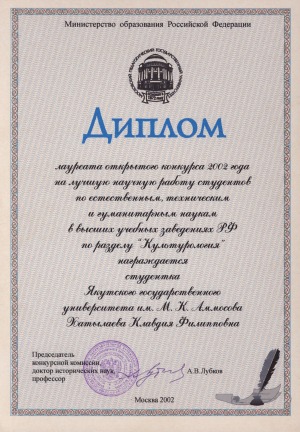 Министерство образования Российской Федерации
Диплом
лауреата открытого конкурса 2002 года
на лучшую научную работу студентов
по естественным, техническим
и гуманитарным наукам
в высших учебных заведениях РФ
по разделу "Культурология"
награждается
студентка
Якутского государственного
университета им. М. К. Аммосова
Хатылаева Клавдия Филипповна
Председатель
конкурсной комиссии,
доктор исторических наук,
профессор
А.В.Лубков
Москва 2002